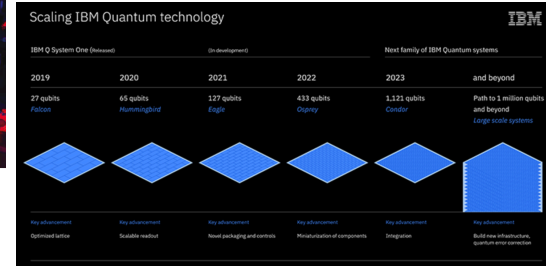 Scaling IBM Quantum technology
IBM
IBM Q System One (Released)
(In development)
Next family of IBM Quantum systems
2019
2020
2021
2022
2023
and beyond
27 qubits
65 qubits
127 qubits
433 qubits
1,121 qubits
Path to 1 million qubits
and beyond
Falcon
Hummingbird
Eagle
Osprey
Condor
Large scale systems
Key advancement
Key advancement
Key advancement
Key advancement
Key advancement
Key advancement
Optimized lattice
Scalable readout
Novel packaging and controls
Miniaturization of components
Integration
Build new infrastructure,
quantum error correction